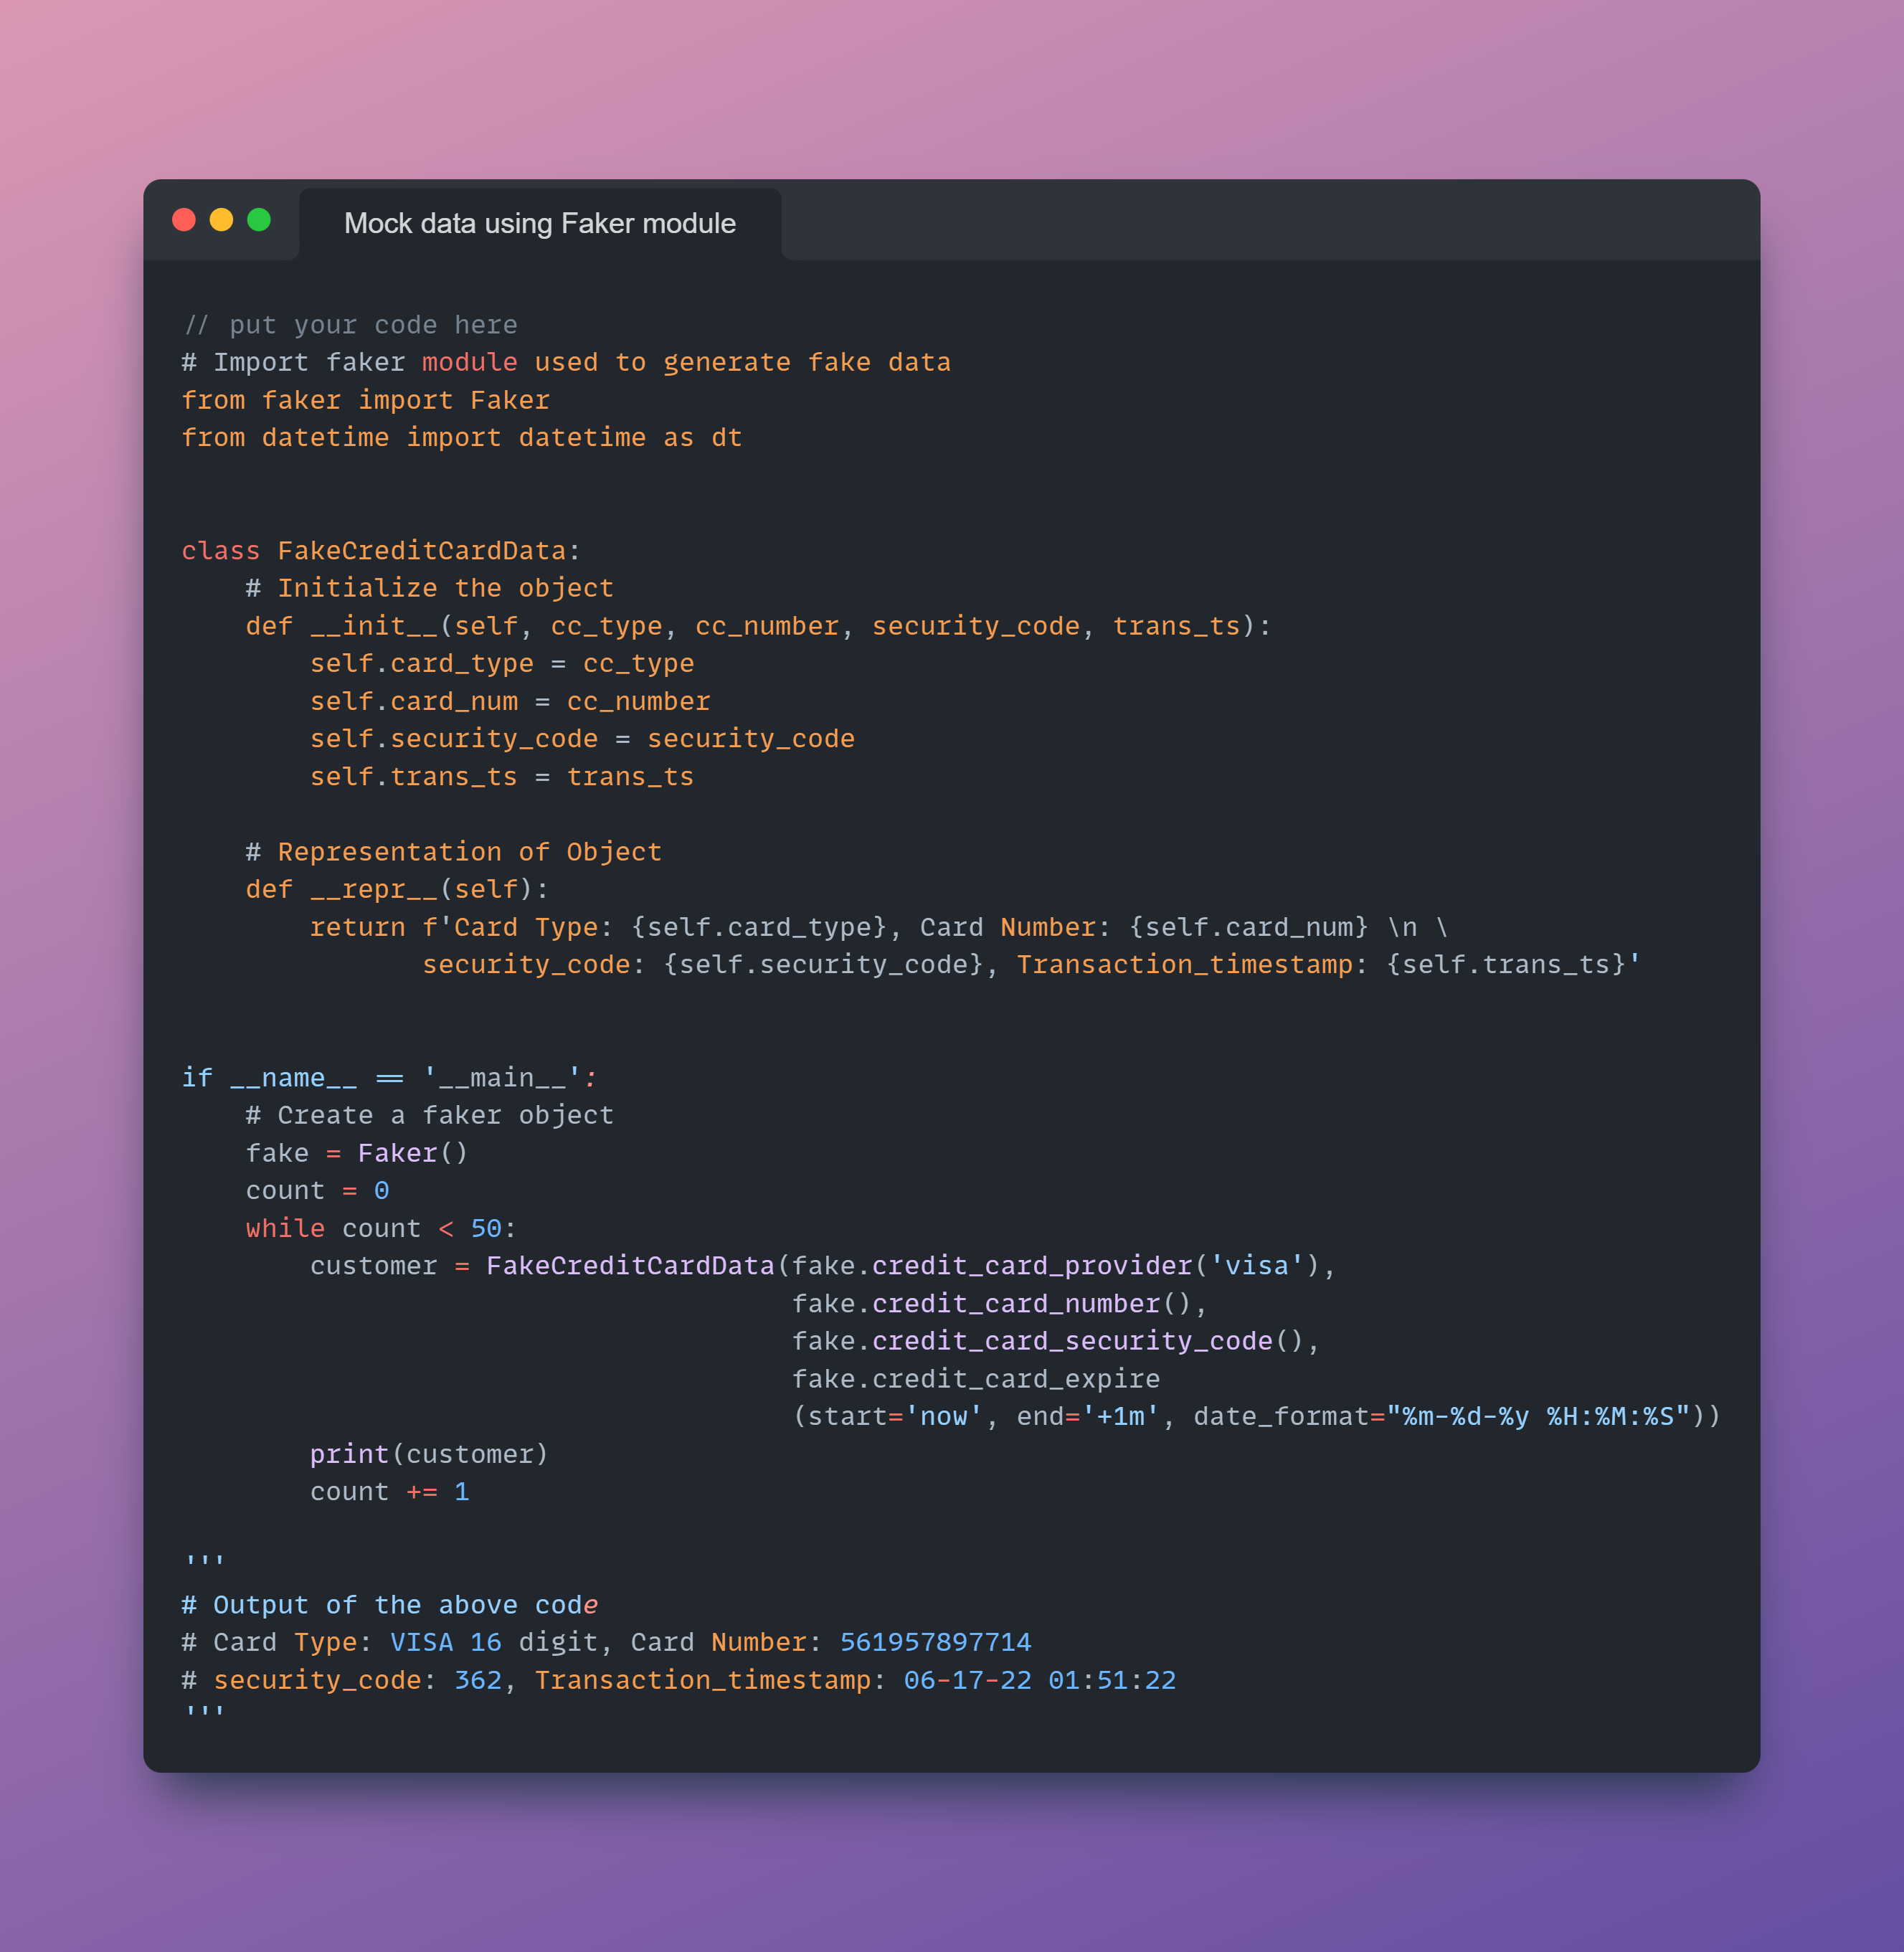 Mock data using Faker module
// put your code here
# Import faker module used to generate fake data
from faker import Faker
from datetime import datetime as dt
class FakeCreditCardData:
    # Initialize the object
    def __init__(self, cc_type, cc_number, security_code, trans_ts):
        self.card_type = cc_type
        self.card_num = cc_number
        self.security_code = security_code
        self.trans_ts = trans_ts
    # Representation of Object
    def __repr__(self):
        return f'Card Type: {self.card_type}, Card Number: {self.card_num} \n \
               security_code: {self.security_code}, Transaction_timestamp: {self.trans_ts}'
if __name__ == '__main__':
    # Create a faker object
    fake = Faker()
    count = 0
    while count < 50:
        customer = FakeCreditCardData(fake.credit_card_provider('visa'),
                                      fake.credit_card_number(),
                                      fake.credit_card_security_code(),
                                      fake.credit_card_expire
                                      (start='now', end='+1m', date_format="%m-%d-%y %H:%M:%S"))
        print(customer)
        count += 1
'''
# Output of the above code
# Card Type: VISA 16 digit, Card Number: 561957897714
# security_code: 362, Transaction_timestamp: 06-17-22 01:51:22
'''